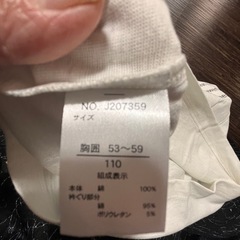 NO. J207359
サイズ
胸囲 53～59
110
組成表示
本体 綿 100%
衿ぐり部分
綿 95%
ポリウレタン 5%